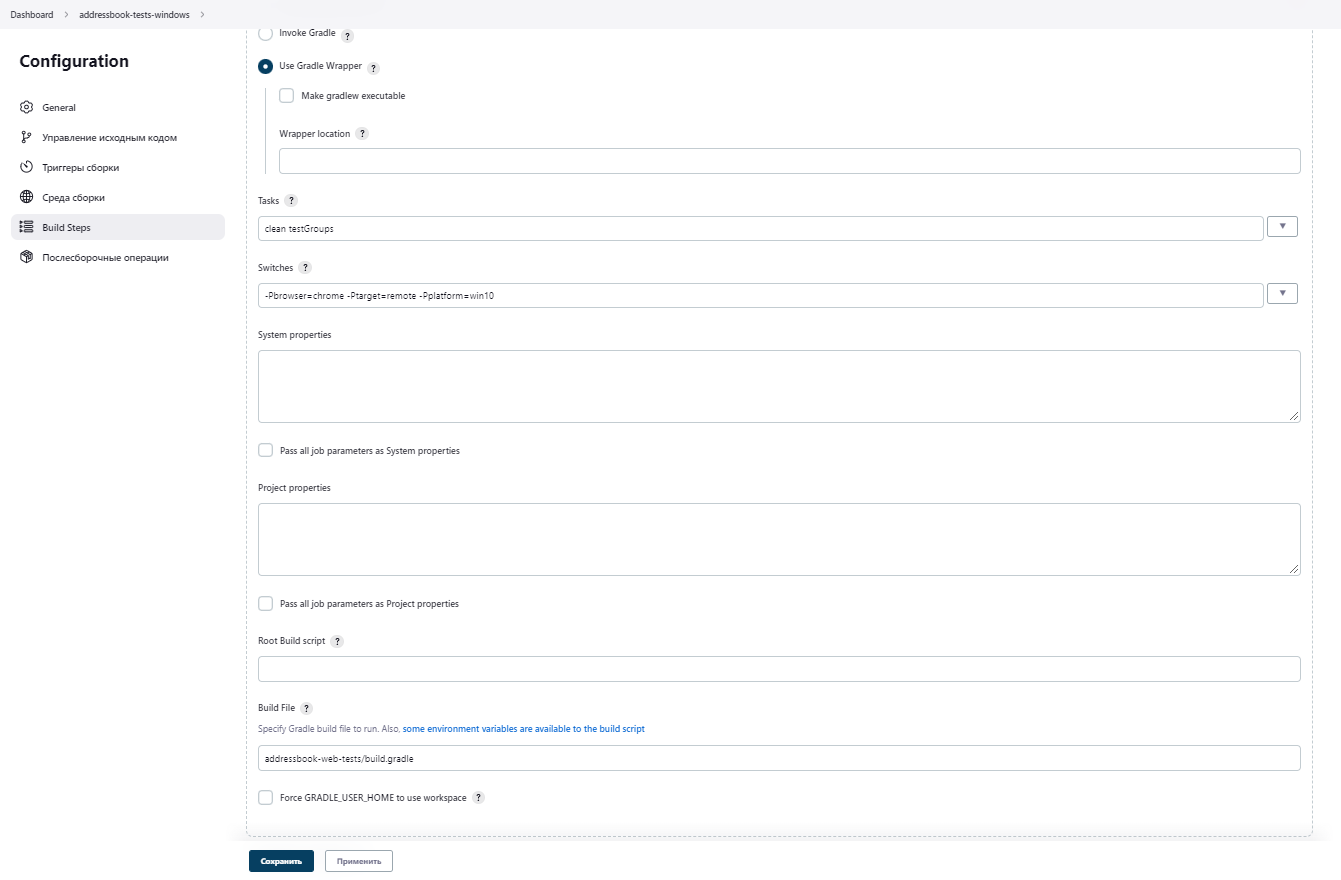 Dashboard > addressbook-tests-windows >
Configuration
General
Управление исходным кодом
Триггеры сборки
Среда сборки
Build Steps
Послесборочные операции
Invoke Gradle ?
Use Gradle Wrapper ?
Make gradlew executable
Wrapper location ?
Tasks ?
clean testGroups
Switches ?
-Pbrowser=chrome -Ptarget=remote -Pplatform=win10
System properties
Pass all job parameters as System properties
Project properties
Pass all job parameters as Project properties
Root Build script ?
Build File ?
Specify Gradle build file to run. Also, some environment variables are available to the build script
addressbook-web-tests/build.gradle
Force GRADLE_USER_HOME to use workspace ?
Сохранить
Применить